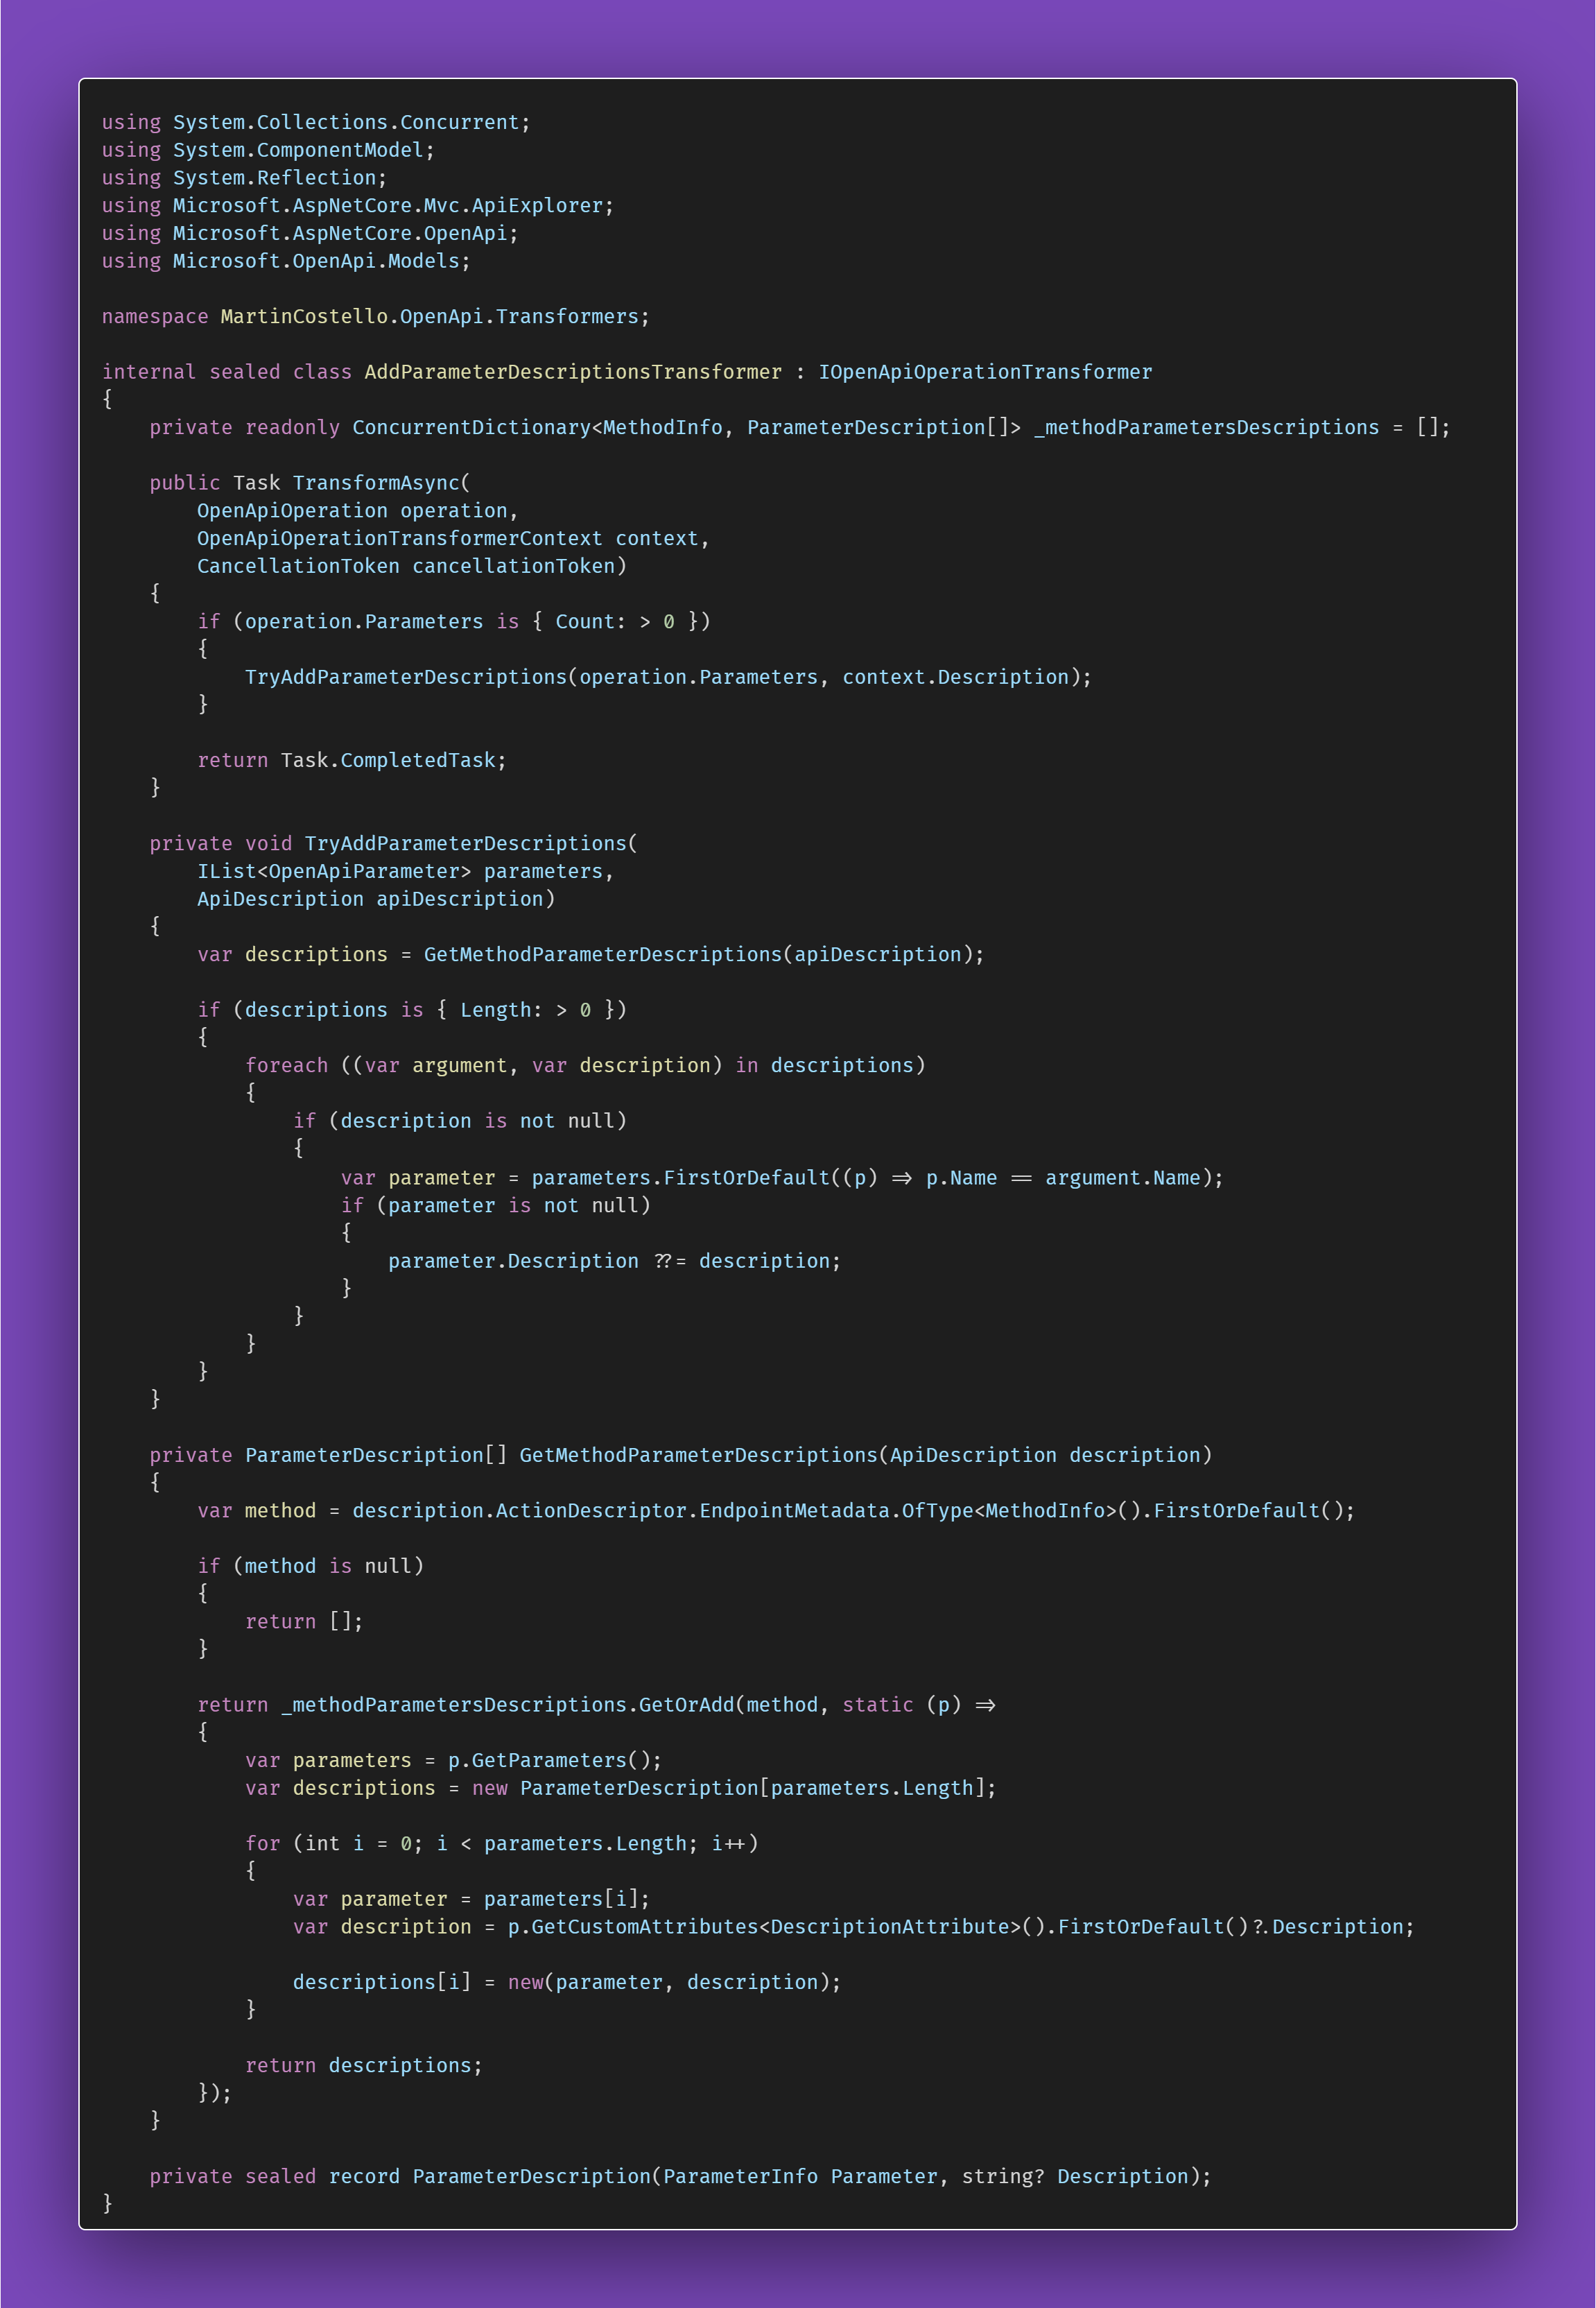 using System.Collections.Concurrent;
using System.ComponentModel;
using System.Reflection;
using Microsoft.AspNetCore.Mvc.ApiExplorer;
using Microsoft.AspNetCore.OpenApi;
using Microsoft.OpenApi.Models;

namespace MartinCostello.OpenApi.Transformers;

internal sealed class AddParameterDescriptionsTransformer : IOpenApiOperationTransformer
{
    private readonly ConcurrentDictionary<MethodInfo, ParameterDescription[]> _methodParametersDescriptions = [];

    public Task TransformAsync(
        OpenApiOperation operation,
        OpenApiOperationTransformerContext context,
        CancellationToken cancellationToken)
    {
        if (operation.Parameters is { Count: > 0 })
        {
            TryAddParameterDescriptions(operation.Parameters, context.Description);
        }

        return Task.CompletedTask;
    }

    private void TryAddParameterDescriptions(
        IList<OpenApiParameter> parameters,
        ApiDescription apiDescription)
    {
        var descriptions = GetMethodParameterDescriptions(apiDescription);

        if (descriptions is { Length: > 0 })
        {
            foreach ((var argument, var description) in descriptions)
            {
                if (description is not null)
                {
                    var parameter = parameters.FirstOrDefault((p) => p.Name == argument.Name);
                    if (parameter is not null)
                    {
                        parameter.Description ??= description;
                    }
                }
            }
        }
    }

    private ParameterDescription[] GetMethodParameterDescriptions(ApiDescription description)
    {
        var method = description.ActionDescriptor.EndpointMetadata.OfType<MethodInfo>().FirstOrDefault();

        if (method is null)
        {
            return [];
        }

        return _methodParametersDescriptions.GetOrAdd(method, static (p) =>
        {
            var parameters = p.GetParameters();
            var descriptions = new ParameterDescription[parameters.Length];

            for (int i = 0; i < parameters.Length; i++)
            {
                var parameter = parameters[i];
                var description = p.GetCustomAttributes<DescriptionAttribute>().FirstOrDefault()?.Description;

                descriptions[i] = new(parameter, description);
            }

            return descriptions;
        });
    }

    private sealed record ParameterDescription(ParameterInfo Parameter, string? Description);
}